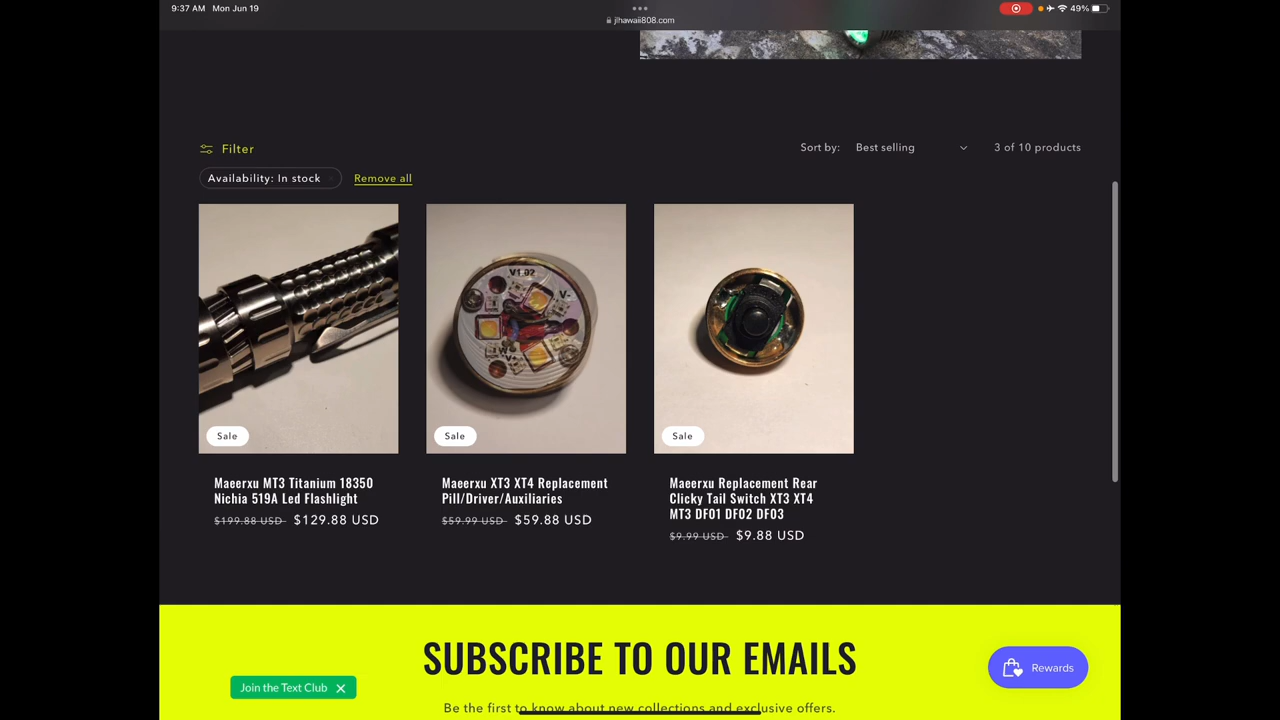 9:37 AM Mon Jun 19
49%
jlhawaii808.com
Filter
Sort by: Best selling
3 of 10 products
Availability: In stock
Remove all
V1.02
V-
V+
Sale
Sale
Sale
Maeerxu MT3 Titanium 18350
Nichia 519A Led Flashlight
$199.88 USD $129.88 USD
Maeerxu XT3 XT4 Replacement
Pill/Driver/Auxiliaries
$59.99 USD $59.88 USD
Maeerxu Replacement Rear
Clicky Tail Switch XT3 XT4
MT3 DF01 DF02 DF03
$9.99 USD $9.88 USD
SUBSCRIBE TO OUR EMAILS
Be the first to know about new collections and exclusive offers.
Join the Text Club
Rewards